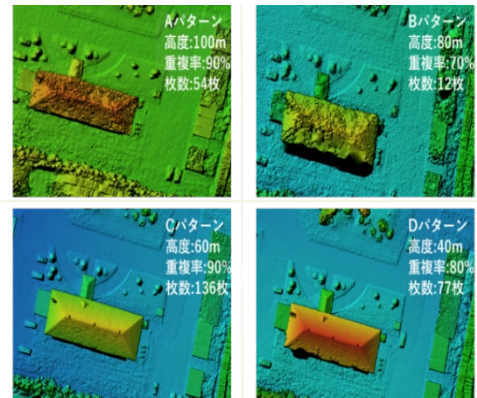 Aパターン
高度:100m
重複率:90%
枚数:54枚
Bパターン
高度:80m
重複率:70%
枚数:12枚
Cパターン
高度:60m
重複率:90%
枚数:136枚
Dパターン
高度:40m
重複率:80%
枚数:77枚